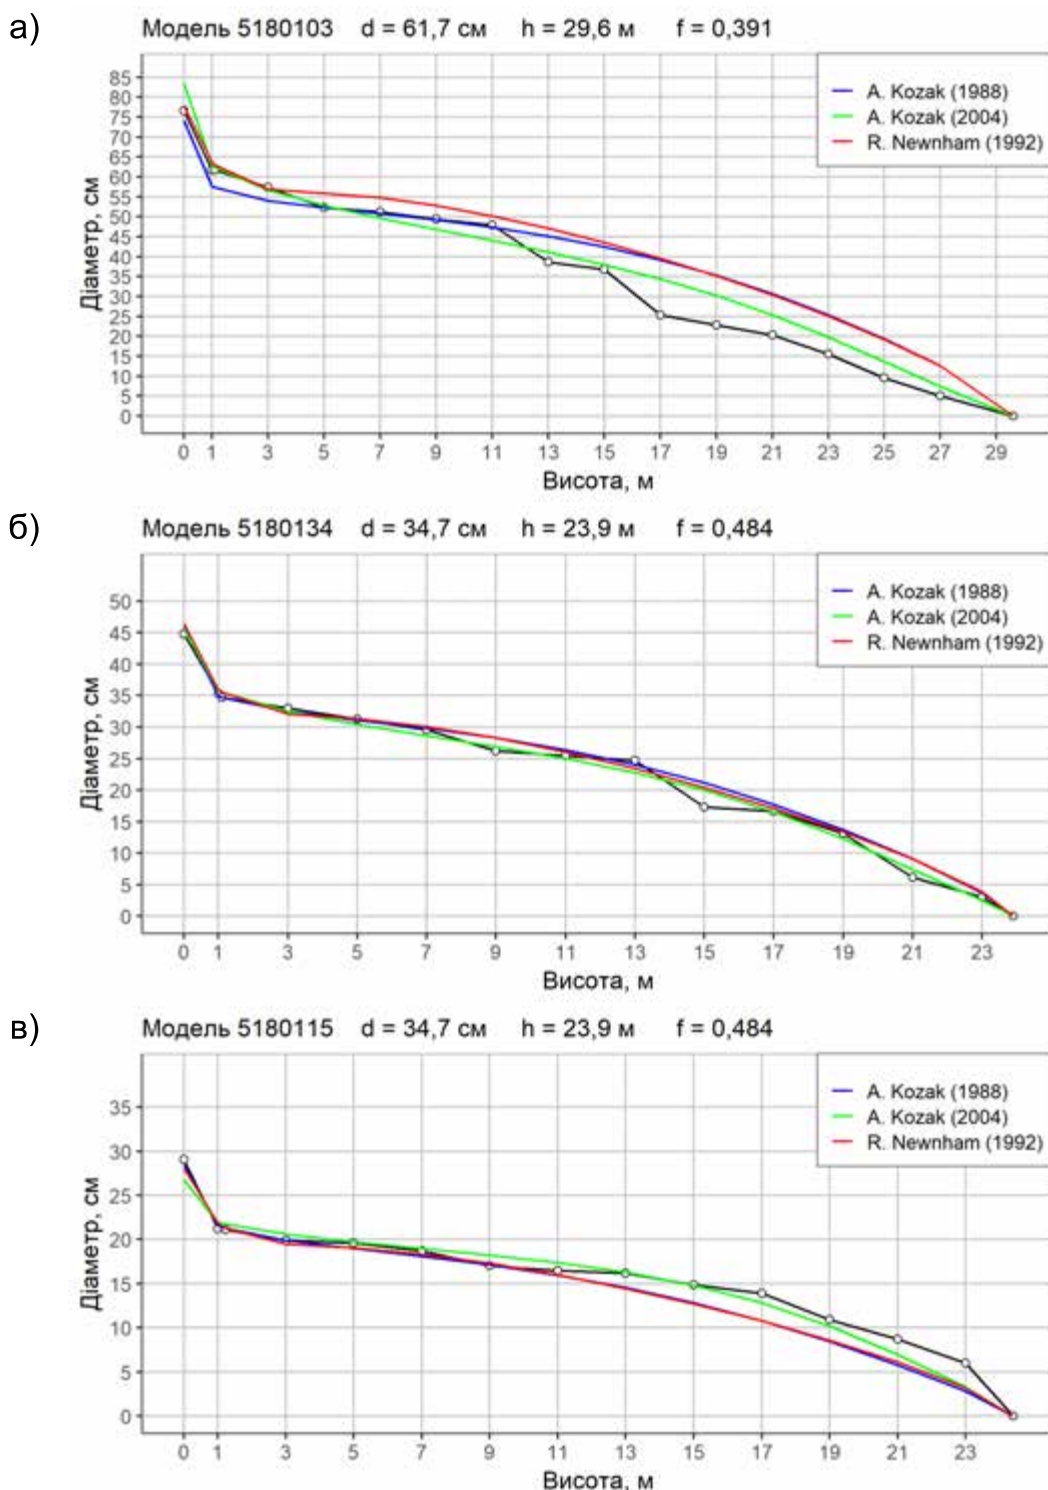 а)
Модель 5180103 d = 61,7 см h = 29,6 м f = 0,391
A. Kozak (1988)
A. Kozak (2004)
R. Newnham (1992)
85
80
75
70
65
60
55
50
45
40
35
30
25
20
15
10
5
0
Діаметр, см
0 1 3 5 7 9 11 13 15 17 19 21 23 25 27 29
Висота, м
б)
Модель 5180134 d = 34,7 см h = 23,9 м f = 0,484
A. Kozak (1988)
A. Kozak (2004)
R. Newnham (1992)
50
45
40
35
30
25
20
15
10
5
0
Діаметр, см
0 1 3 5 7 9 11 13 15 17 19 21 23
Висота, м
в)
Модель 5180115 d = 34,7 см h = 23,9 м f = 0,484
A. Kozak (1988)
A. Kozak (2004)
R. Newnham (1992)
35
30
25
20
15
10
5
0
Діаметр, см
0 1 3 5 7 9 11 13 15 17 19 21 23
Висота, м